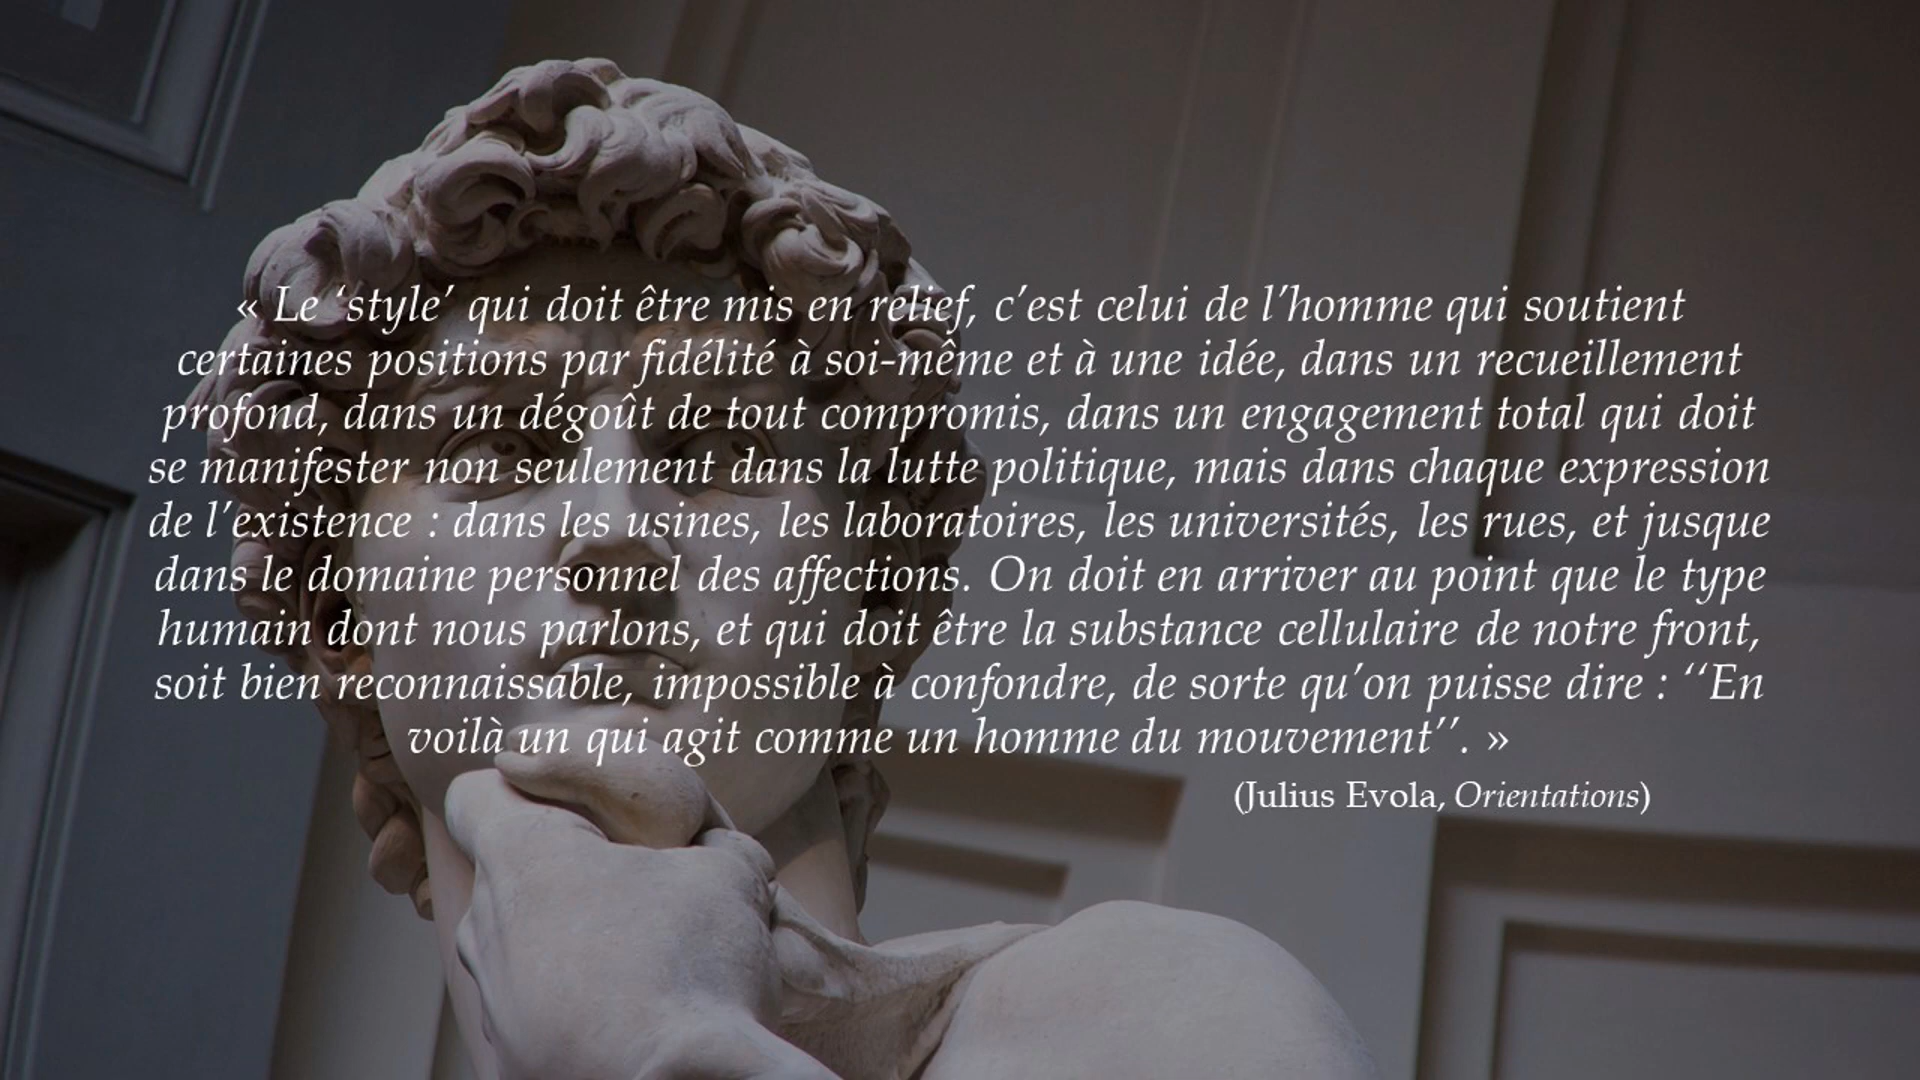 « Le ‘style’ qui doit être mis en relief, c’est celui de l’homme qui soutient
certaines positions par fidélité à soi-même et à une idée, dans un recueillement
profond, dans un dégoût de tout compromis, dans un engagement total qui doit
se manifester non seulement dans la lutte politique, mais dans chaque expression
de l’existence : dans les usines, les laboratoires, les universités, les rues, et jusque
dans le domaine personnel des affections. On doit en arriver au point que le type
humain dont nous parlons, et qui doit être la substance cellulaire de notre front,
soit bien reconnaissable, impossible à confondre, de sorte qu’on puisse dire : ‘‘En
voilà un qui agit comme un homme du mouvement’’. »
(Julius Evola, Orientations)